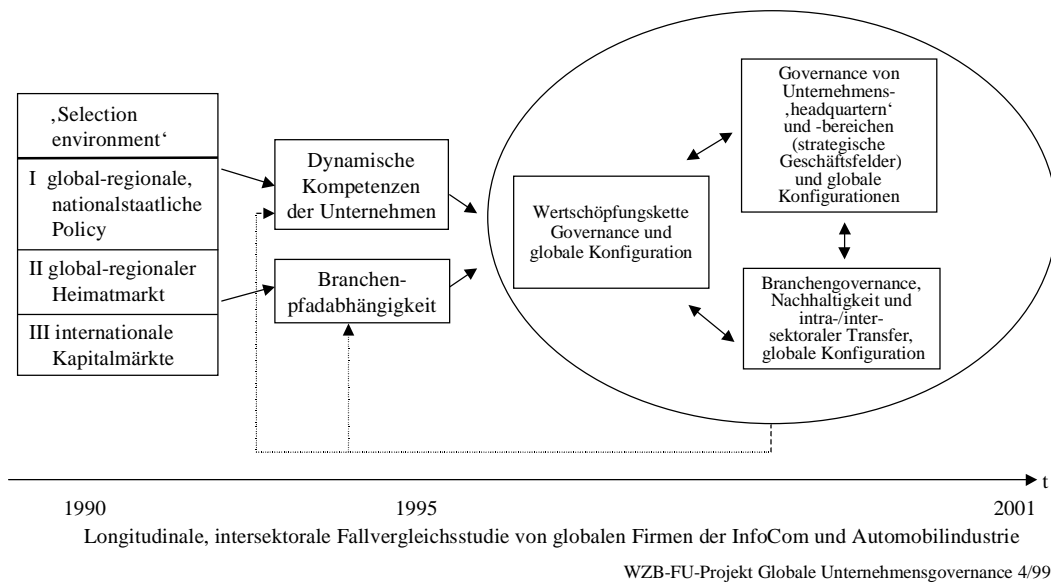 ‚Selection
environment‘
I global-regionale,
nationalstaatliche
Policy
II global-regionaler
Heimatmarkt
III internationale
Kapitalmärkte
Dynamische
Kompetenzen
der Unternehmen
Branchen-
pfadabhängigkeit
Wertschöpfungskette
Governance und
globale Konfiguration
Governance von
Unternehmens-
‚headquartern‘
und -bereichen
(strategische
Geschäftsfelder)
und globale
Konfigurationen
Branchengovernance,
Nachhaltigkeit und
intra-/inter-
sektoraler Transfer,
globale Konfiguration
t
1990
1995
2001
Longitudinale, intersektorale Fallvergleichsstudie von globalen Firmen der InfoCom und Automobilindustrie
WZB-FU-Projekt Globale Unternehmensgovernance 4/99